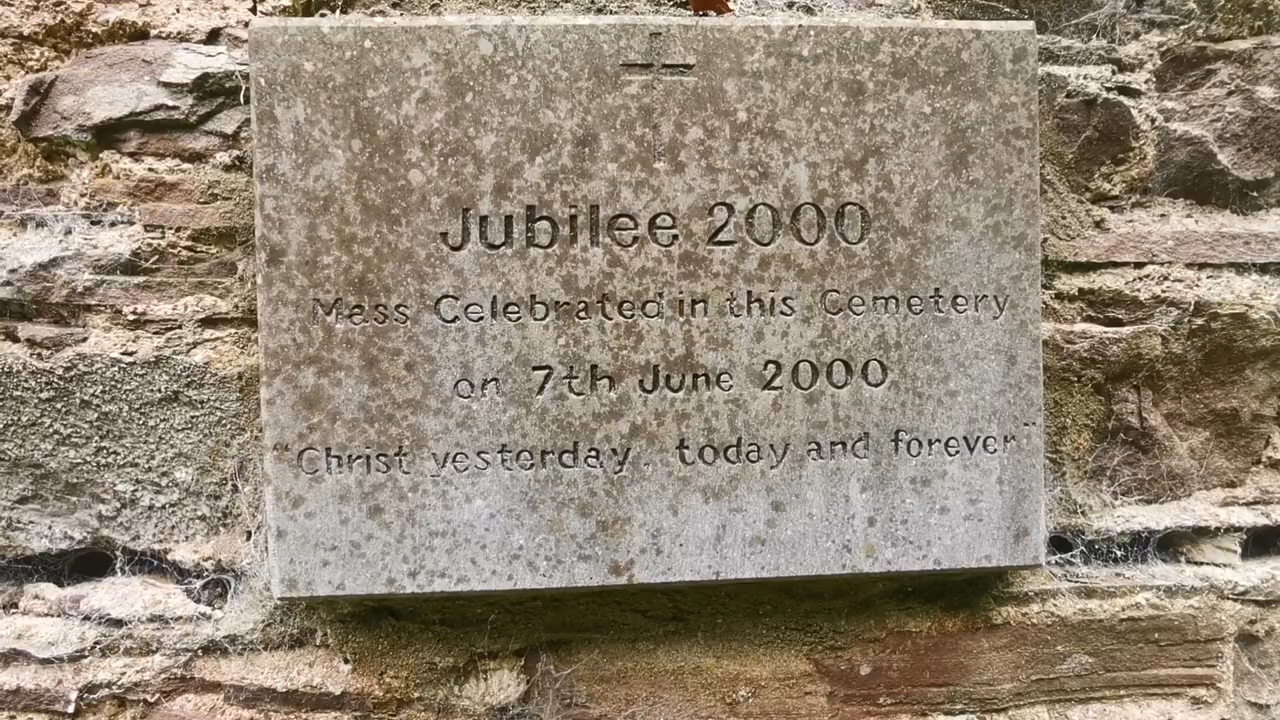 Jubilee 2000
Mass Celebrated in this Cemetery
on 7th June 2000
"Christ yesterday, today and forever"